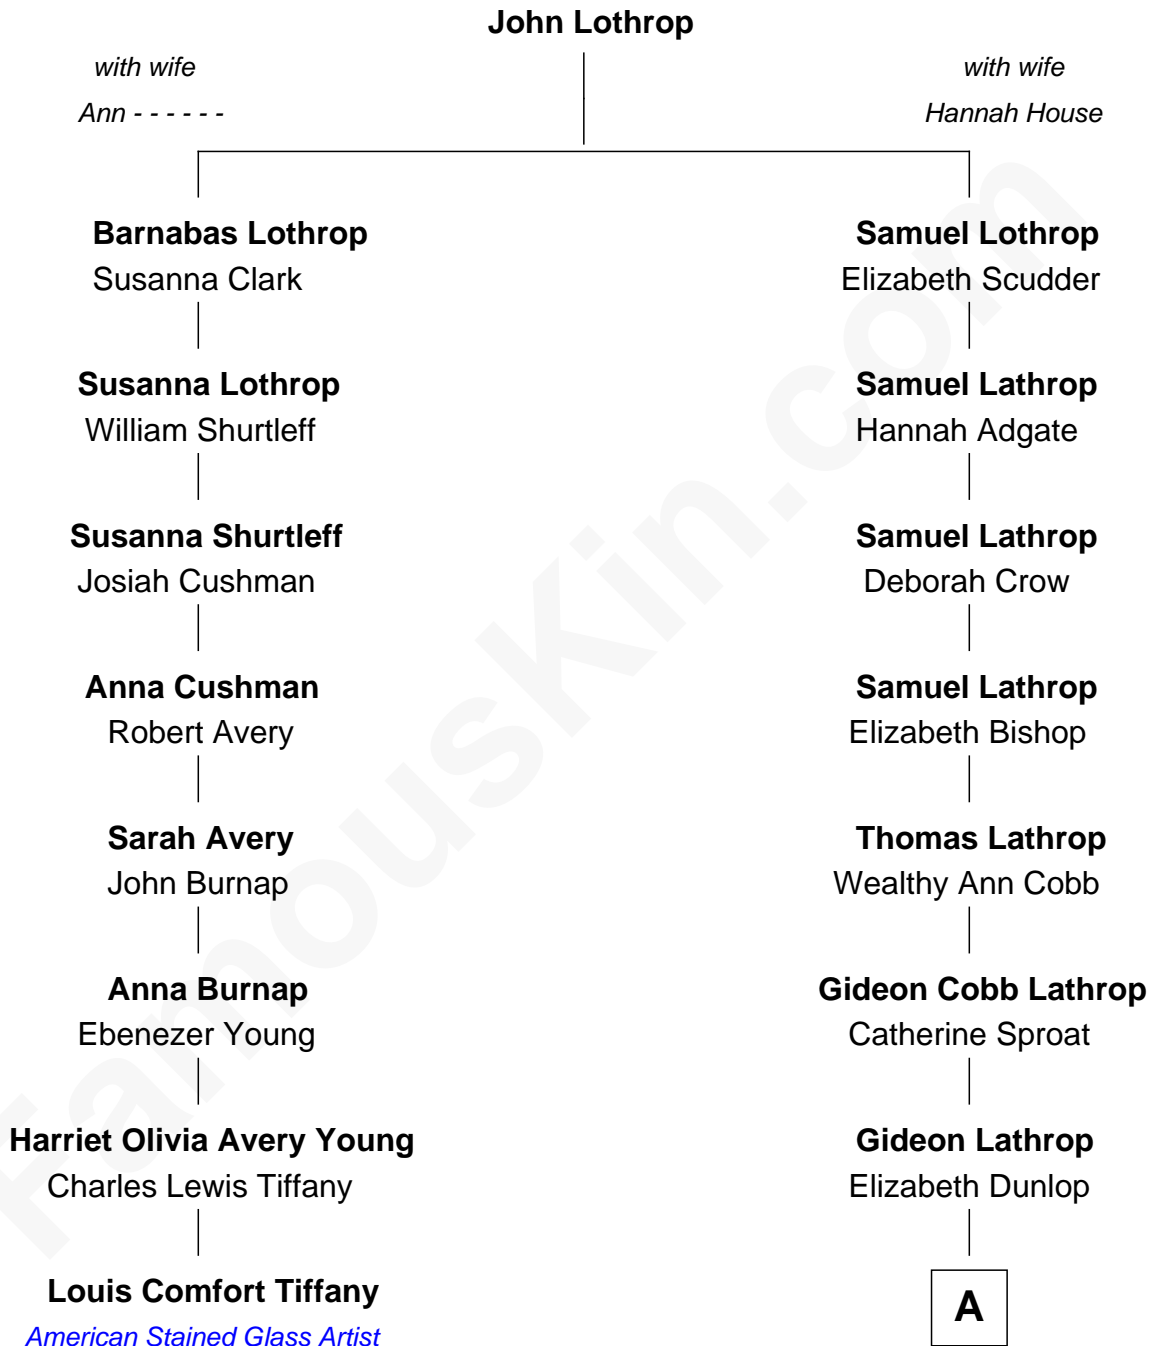 John Lothrop
with wife
Ann - - - - - -
with wife
Hannah House
Barnabas Lothrop
Susanna Clark
Samuel Lothrop
Elizabeth Scudder
Susanna Lothrop
William Shurtleff
Samuel Lathrop
Hannah Adgate
Susanna Shurtleff
Josiah Cushman
Samuel Lathrop
Deborah Crow
Anna Cushman
Robert Avery
Samuel Lathrop
Elizabeth Bishop
Sarah Avery
John Burnap
Thomas Lathrop
Wealthy Ann Cobb
Anna Burnap
Ebenezer Young
Gideon Cobb Lathrop
Catherine Sproat
Harriet Olivia Avery Young
Charles Lewis Tiffany
Gideon Lathrop
Elizabeth Dunlop
Louis Comfort Tiffany
American Stained Glass Artist
A
FamousKin.com